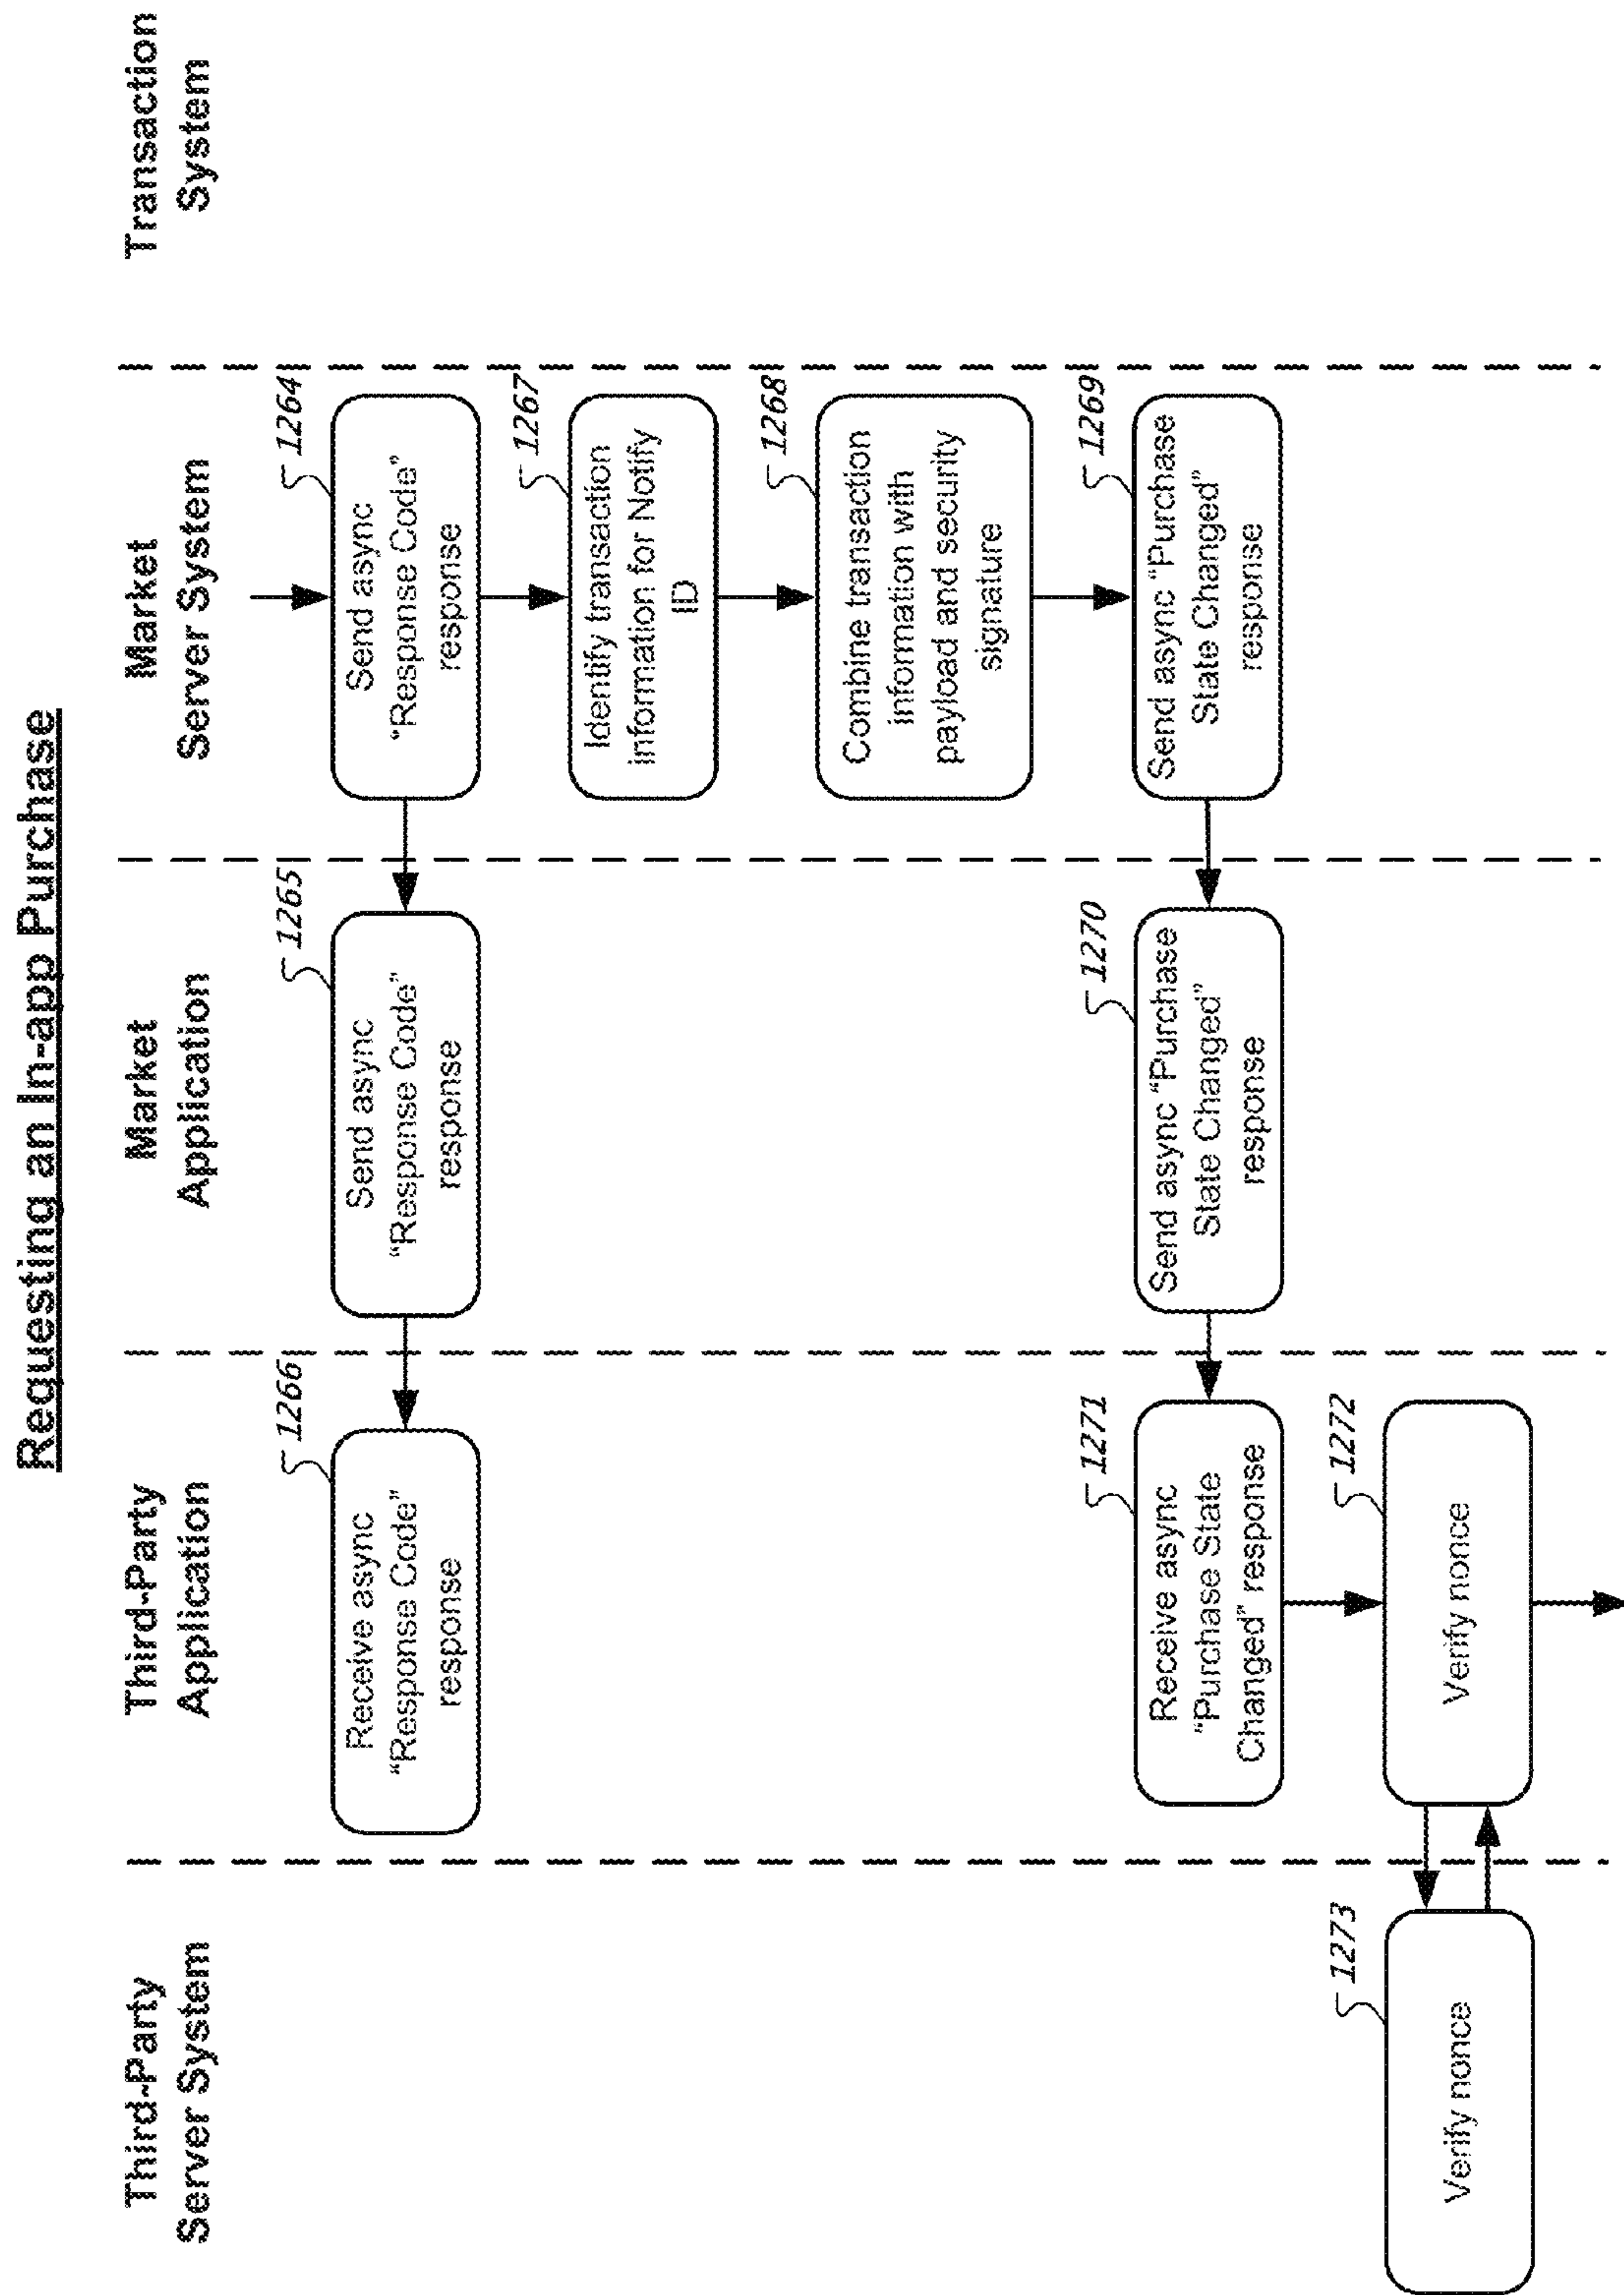 Requesting an In-app Purchase
Third-Party
Server System
Third-Party
Application
Market
Application
Market
Server System
Transaction
System
1266
Receive async
“Response Code”
response
1265
Send async
“Response Code”
response
1264
Send async
“Response Code”
response
1267
Identify transaction
information for Notify
ID
1268
Combine transaction
information with
payload and security
signature
1271
Receive async
“Purchase State
Changed” response
1270
Send async “Purchase
State Changed”
response
1269
Send async “Purchase
State Changed”
response
1273
Verify nonce
1272
Verify nonce